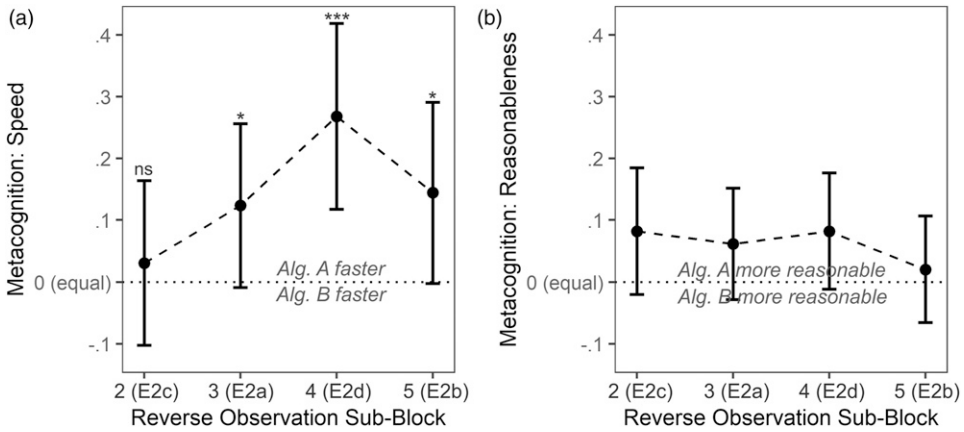 (a)
Metacognition: Speed
.4
.3
.2
.1
0 (equal)
-.1
ns
*
***
*
Alg. A faster
Alg. B faster
2 (E2c) 3 (E2a) 4 (E2d) 5 (E2b)
Reverse Observation Sub-Block
(b)
Metacognition: Reasonableness
.4
.3
.2
.1
0 (equal)
-.1
Alg. A more reasonable
Alg. B more reasonable
2 (E2c) 3 (E2a) 4 (E2d) 5 (E2b)
Reverse Observation Sub-Block